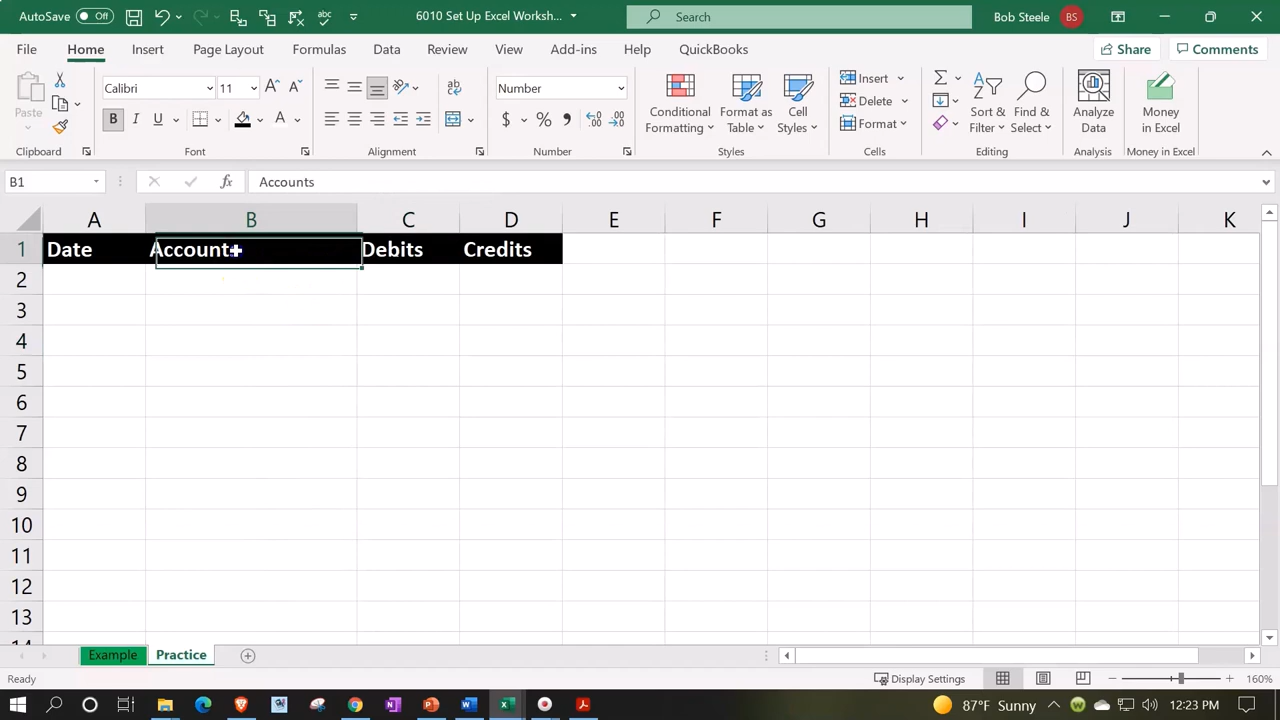 AutoSave Off 6010 Set Up Excel Worksh... Search Bob Steele BS
File Home Insert Page Layout Formulas Data Review View Add-ins Help QuickBooks Share Comments
Paste Calibri 11 Number Conditional Formatting Format as Table Cell Styles Insert Delete Format Sort & Filter Find & Select Analyze Data Money in Excel
Clipboard Font Alignment Number Styles Cells Editing Analysis Money in Excel
B1 fx Accounts
A B C D E F G H I J K
1 Date Accounts Debits Credits
2
3
4
5
6
7
8
9
10
11
12
13
14
Example Practice
Ready Display Settings 160%
87°F Sunny 12:23 PM